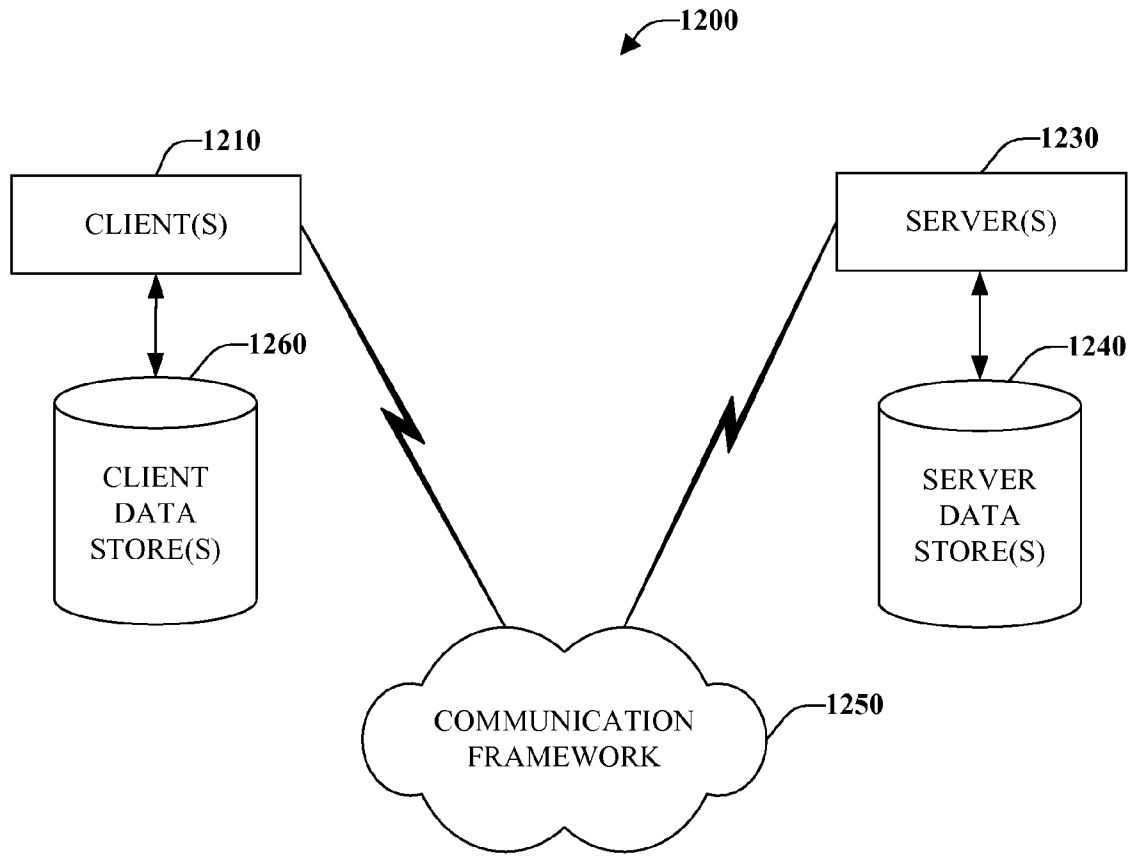 1200
1210
CLIENT(S)
1230
SERVER(S)
1260
CLIENT
DATA
STORE(S)
1240
SERVER
DATA
STORE(S)
COMMUNICATION
FRAMEWORK
1250